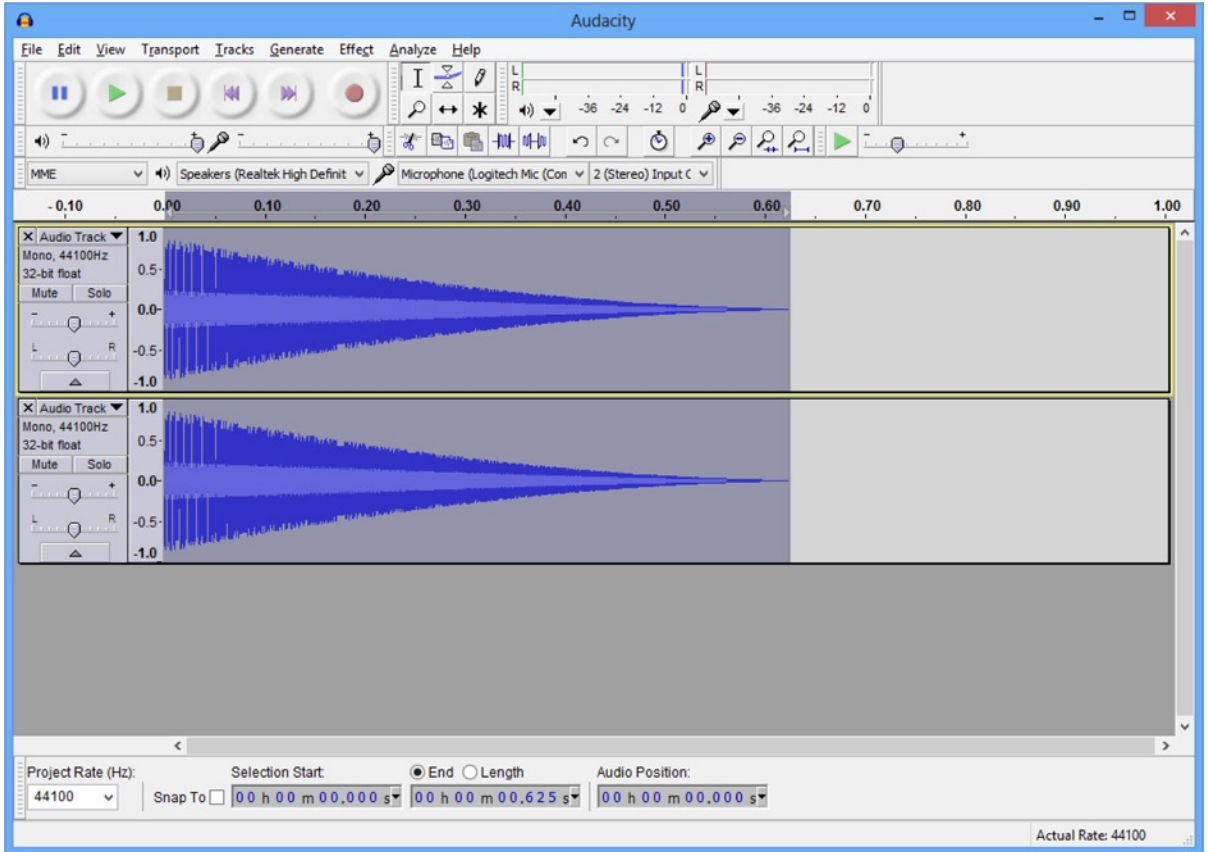 Audacity
File Edit View Transport Tracks Generate Effect Analyze Help
L
R
L
R
-36 -24 -12 0
-36 -24 -12 0
MME
Speakers (Realtek High Definit
Microphone (Logitech Mic (Con
2 (Stereo) Input C
- 0.10 0.00 0.10 0.20 0.30 0.40 0.50 0.60 0.70 0.80 0.90 1.00
X Audio Track
Mono, 44100Hz
32-bit float
Mute Solo
- +
L R
1.0
0.5-
0.0-
-0.5-
-1.0
X Audio Track
Mono, 44100Hz
32-bit float
Mute Solo
- +
L R
1.0
0.5-
0.0-
-0.5-
-1.0
Project Rate (Hz): Selection Start: End Length Audio Position:
44100 Snap To 00 h 00 m 00.000 s 00 h 00 m 00.625 s 00 h 00 m 00.000 s
Actual Rate: 44100